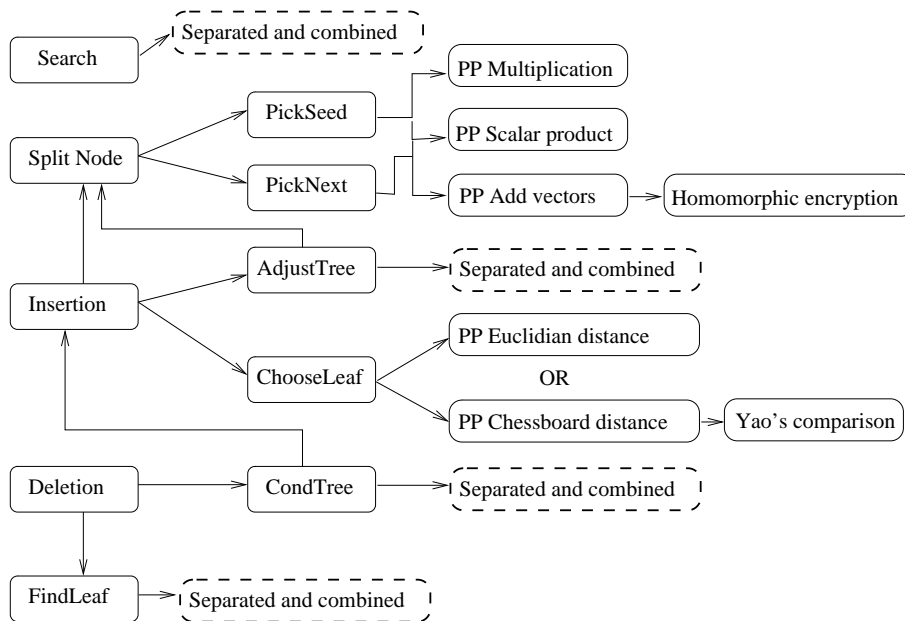 Separated and combined
Search
PP Multiplication
PickSeed
PP Scalar product
Split Node
PickNext
PP Add vectors
Homomorphic encryption
AdjustTree
Separated and combined
Insertion
PP Euclidian distance
ChooseLeaf
OR
PP Chessboard distance
Yao's comparison
Deletion
CondTree
Separated and combined
FindLeaf
Separated and combined